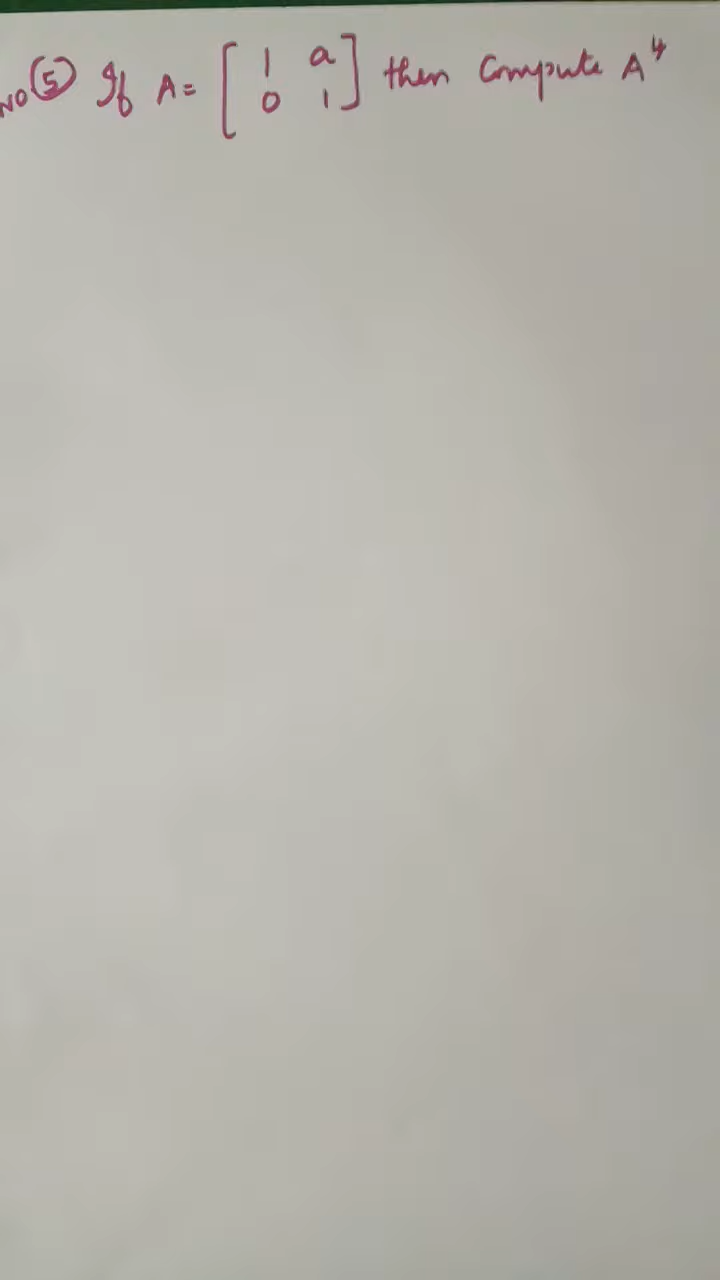 NO (5) If A = [ 1 a ] then Compute A⁴
[ 0 1 ]